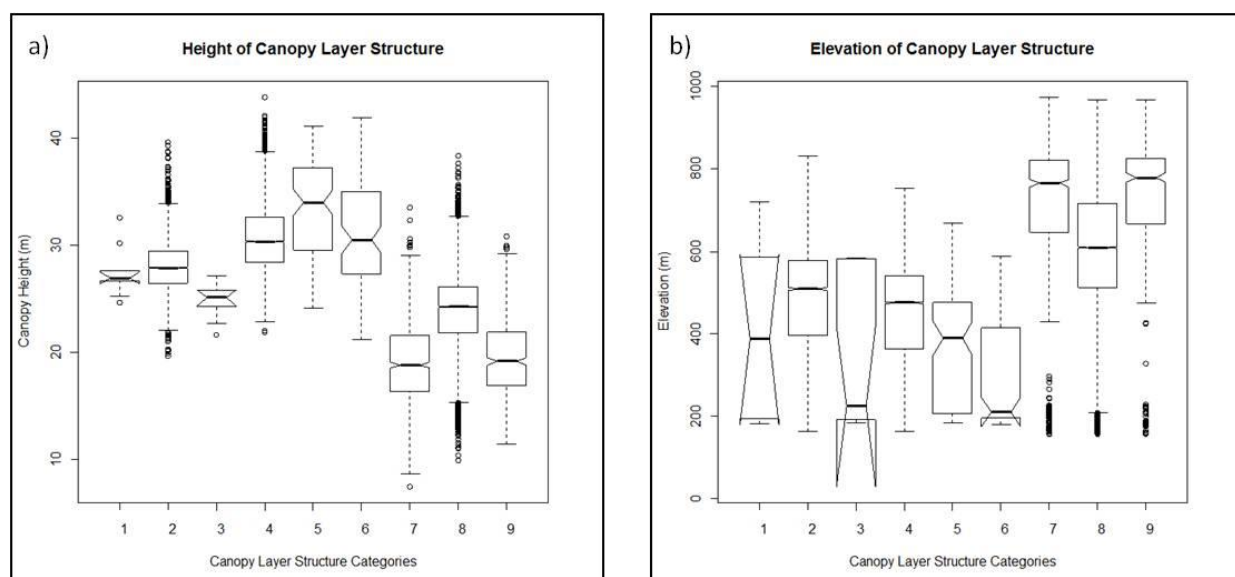 a)
Height of Canopy Layer Structure
Canopy Height (m)
40
30
20
10
1 2 3 4 5 6 7 8 9
Canopy Layer Structure Categories
b)
Elevation of Canopy Layer Structure
Elevation (m)
1000
800
600
400
200
0
1 2 3 4 5 6 7 8 9
Canopy Layer Structure Categories